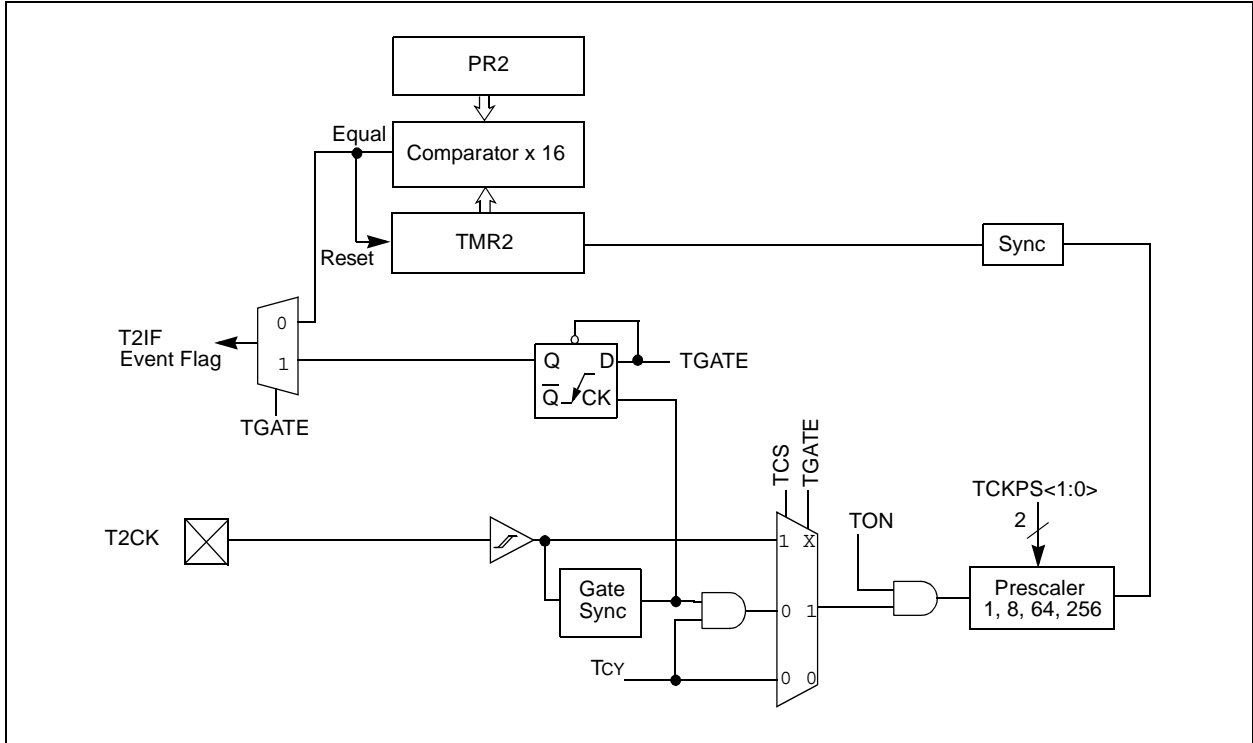 PR2
Equal
Comparator x 16
Reset
TMR2
Sync
0
T2IF
Event Flag
1
Q
D
TGATE
Q̅
CK
TGATE
TCS
TGATE
TCKPS<1:0>
2
TON
T2CK
1 X
Gate
Sync
0 1
Prescaler
1, 8, 64, 256
TCY
0 0